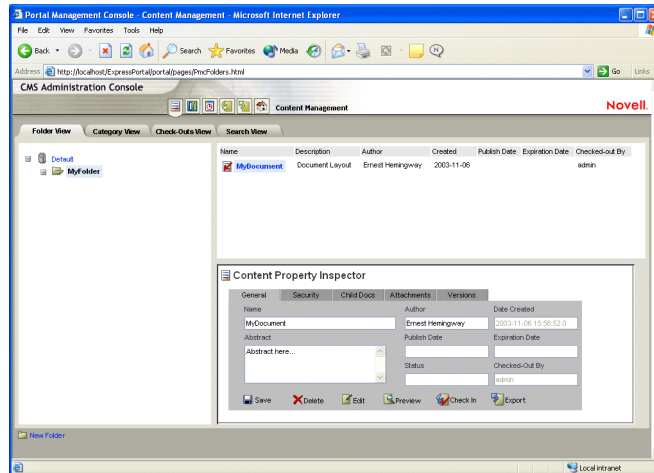 Portal Management Console - Content Management - Microsoft Internet Explorer
File Edit View Favorites Tools Help
Back Search Favorites Media
Address http://localhost/ExpressPortal/portal/pages/PmcFolders.html Go Links
CMS Administration Console
Content Management Novell.
Folder View Category View Check-Outs View Search View
Name Description Author Created Publish Date Expiration Date Checked-out By
Default
MyDocument Document Layout Ernest Hemingway 2003-11-06 admin
MyFolder
Content Property Inspector
General Security Child Docs Attachments Versions
Name Author Date Created
MyDocument Ernest Hemingway 2003-11-06 15:56:52.0
Abstract Publish Date Expiration Date
Abstract here...
Status Checked-Out By
admin
Save Delete Edit Preview Check In Export
New Folder
Local intranet